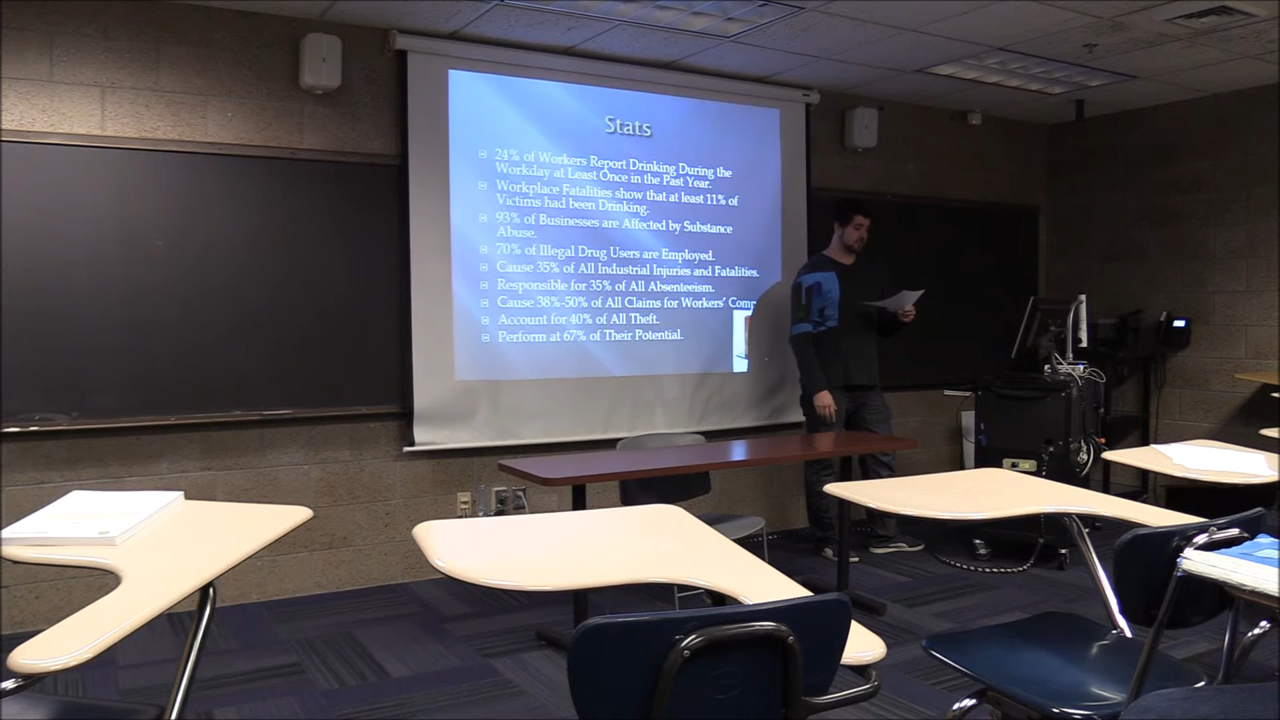 Stats
24% of Workers Report Drinking During the
Workday at Least Once in the Past Year.
Workplace Fatalities show that at least 11% of
Victims had been Drinking.
93% of Businesses are Affected by Substance
Abuse.
70% of Illegal Drug Users are Employed.
Cause 35% of All Industrial Injuries and Fatalities.
Responsible for 35% of All Absenteeism.
Cause 38%-50% of All Claims for Workers' Comp
Account for 40% of All Theft.
Perform at 67% of Their Potential.